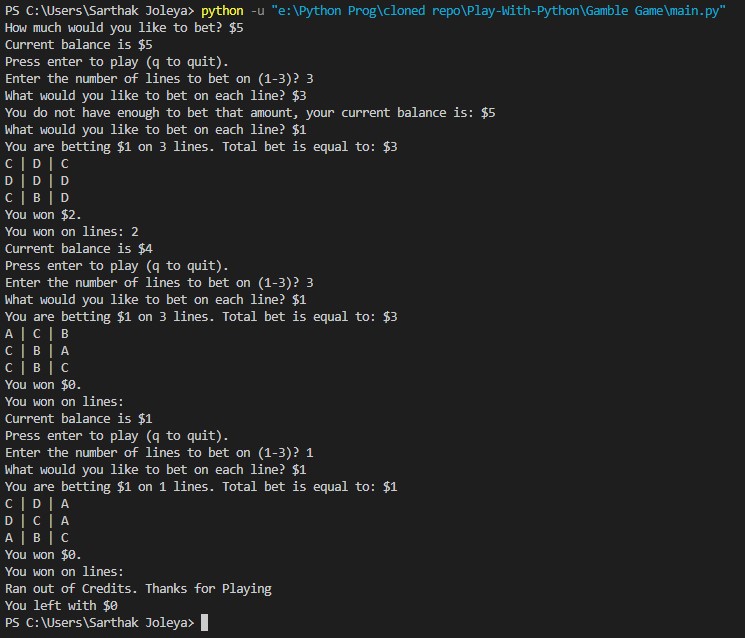 PS C:\Users\Sarthak Joleya> python -u "e:\Python Prog\cloned repo\Play-With-Python\Gamble Game\main.py"
How much would you like to bet? $5
Current balance is $5
Press enter to play (q to quit).
Enter the number of lines to bet on (1-3)? 3
What would you like to bet on each line? $3
You do not have enough to bet that amount, your current balance is: $5
What would you like to bet on each line? $1
You are betting $1 on 3 lines. Total bet is equal to: $3
C | D | C
D | D | D
C | B | D
You won $2.
You won on lines: 2
Current balance is $4
Press enter to play (q to quit).
Enter the number of lines to bet on (1-3)? 3
What would you like to bet on each line? $1
You are betting $1 on 3 lines. Total bet is equal to: $3
A | C | B
C | B | A
C | B | C
You won $0.
You won on lines:
Current balance is $1
Press enter to play (q to quit).
Enter the number of lines to bet on (1-3)? 1
What would you like to bet on each line? $1
You are betting $1 on 1 lines. Total bet is equal to: $1
C | D | A
D | C | A
A | B | C
You won $0.
You won on lines:
Ran out of Credits. Thanks for Playing
You left with $0
PS C:\Users\Sarthak Joleya>